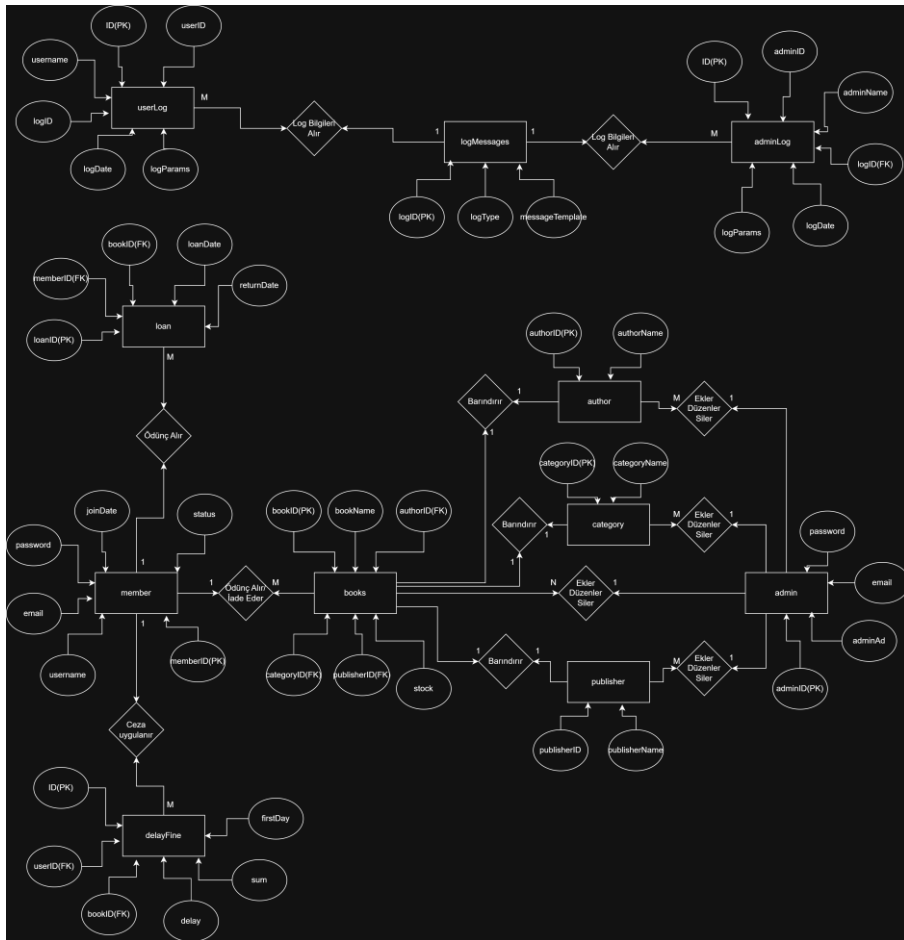 ID(PK)
userID
username
userLog
M
logID
logDate
logParams
Log Bilgileri
Alır
1
logMessages
1
logID(PK)
logType
messageTemplate
Log Bilgileri
Alır
M
ID(PK)
adminID
adminName
adminLog
logID(FK)
logParams
logDate
bookID(FK)
loanDate
memberID(FK)
returnDate
loan
loanID(PK)
M
Ödünç Alır
joinDate
status
password
1
member
1
email
1
username
memberID(PK)
Ödünç Alır/
İade Eder
M
bookID(PK)
bookName
authorID(FK)
books
categoryID(FK)
publisherID(FK)
stock
authorID(PK)
authorName
Barındırır
1
1
author
M
Ekler
Düzenler
Siler
1
categoryID(PK)
categoryName
Barındırır
1
1
category
M
Ekler
Düzenler
Siler
1
N
Ekler
Düzenler
Siler
1
password
admin
email
adminAd
adminID(PK)
1
Barındırır
1
publisher
M
Ekler
Düzenler
Siler
1
publisherID
publisherName
Ceza
uygulanır
M
ID(PK)
firstDay
delayFine
userID(FK)
sum
bookID(FK)
delay